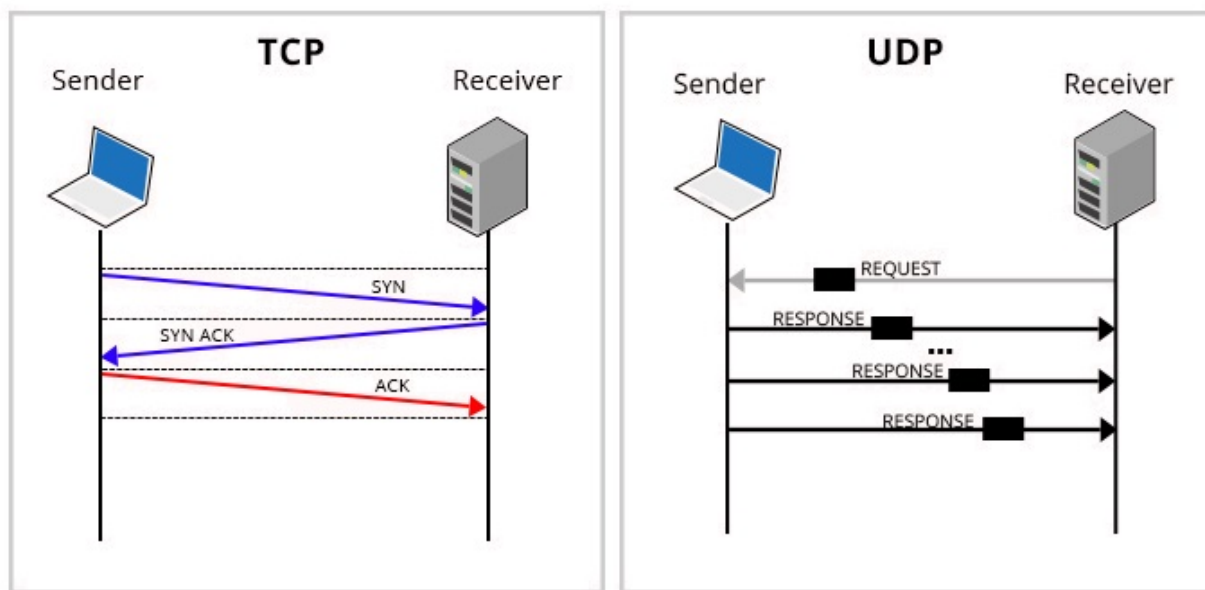 TCP
Sender
Receiver
SYN
SYN ACK
ACK
UDP
Sender
Receiver
REQUEST
RESPONSE
...
RESPONSE
RESPONSE